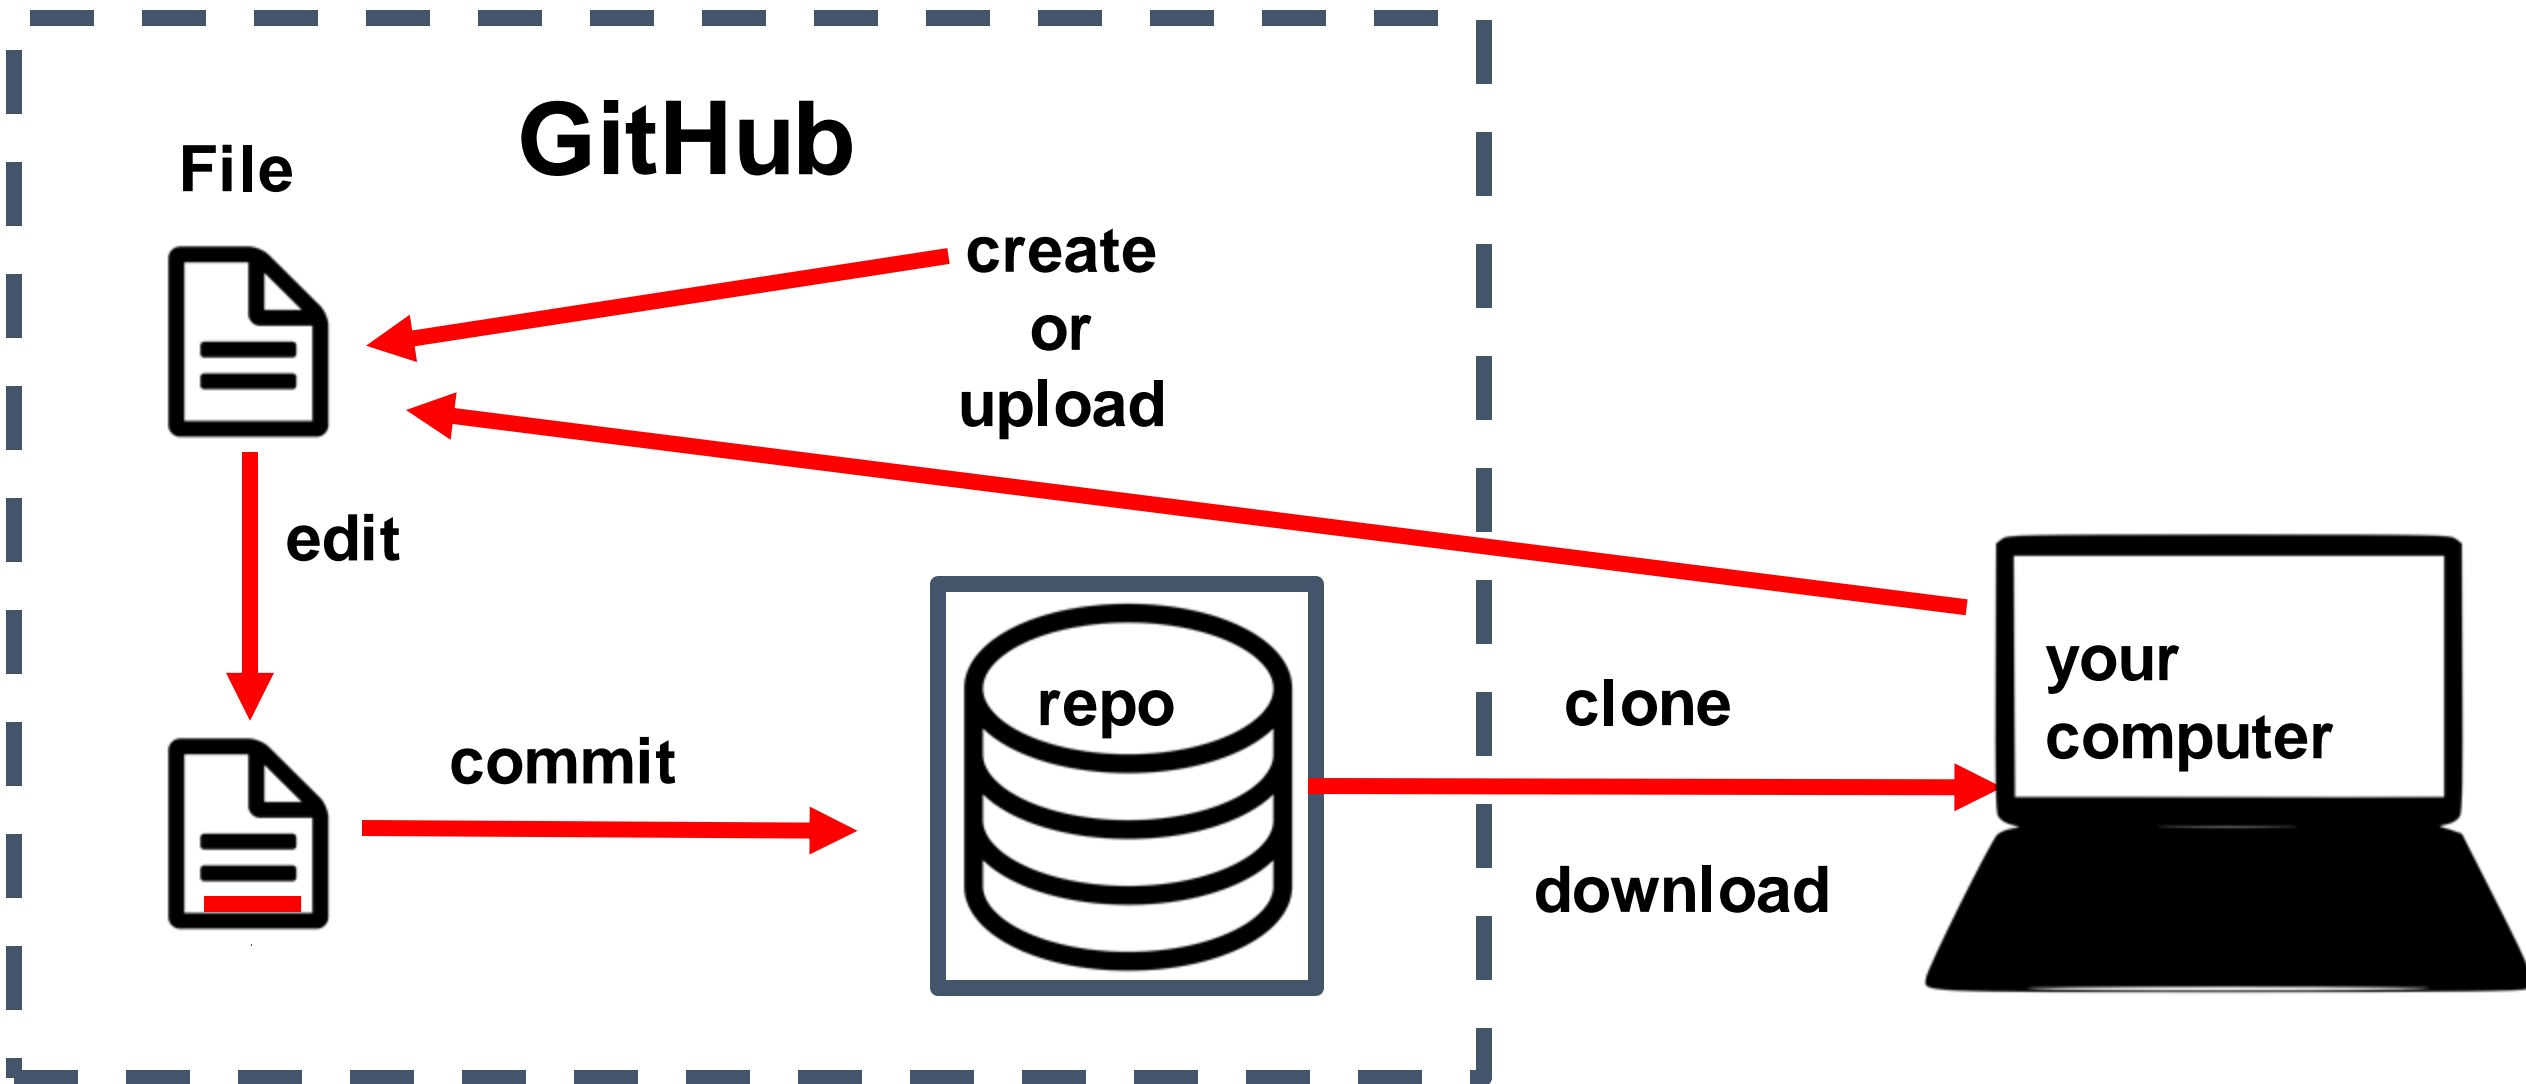 GitHub
File
create
or
upload
edit
commit
repo
clone
download
your
computer